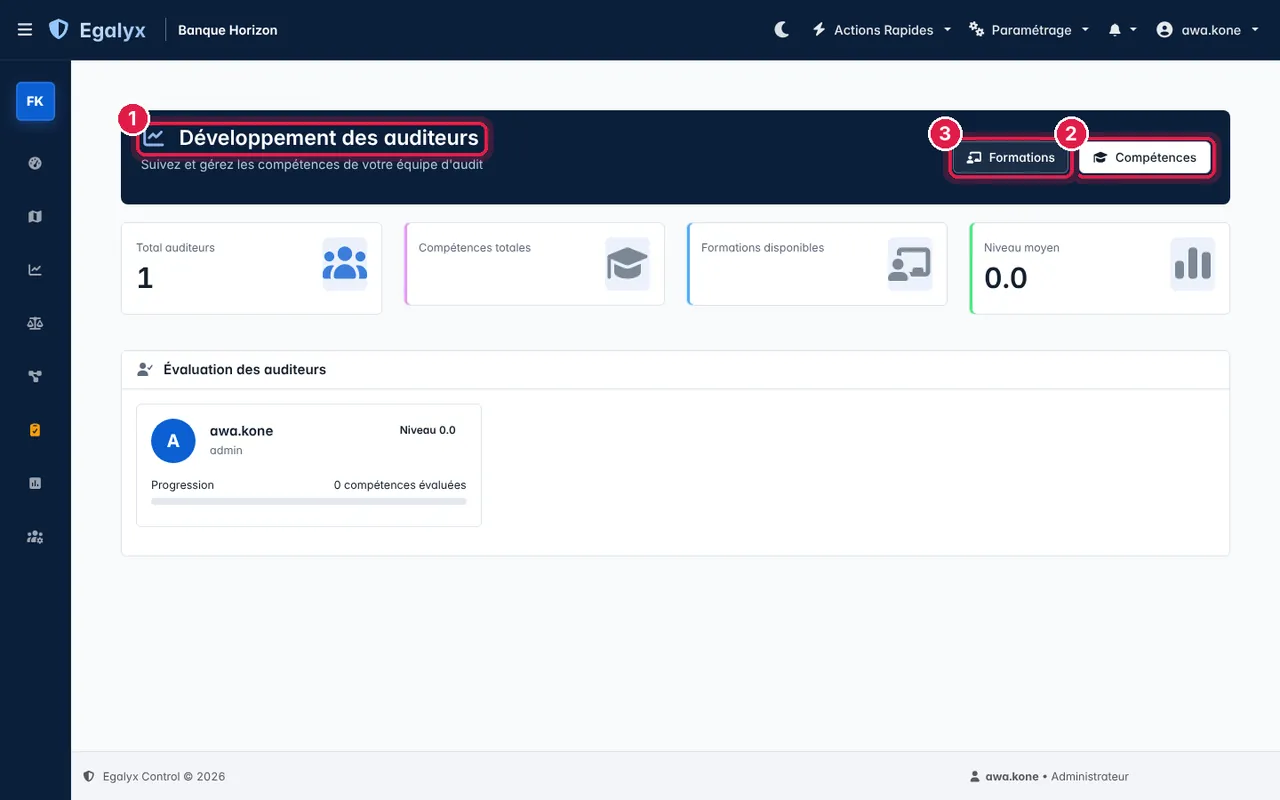 Egalyx
Banque Horizon
Actions Rapides
Paramétrage
awa.kone
FK
1
Développement des auditeurs
Suivez et gérez les compétences de votre équipe d'audit
3
Formations
2
Compétences
Total auditeurs
1
Compétences totales
Formations disponibles
Niveau moyen
0.0
Évaluation des auditeurs
A
awa.kone
admin
Niveau 0.0
Progression
0 compétences évaluées
Egalyx Control © 2026
awa.kone • Administrateur